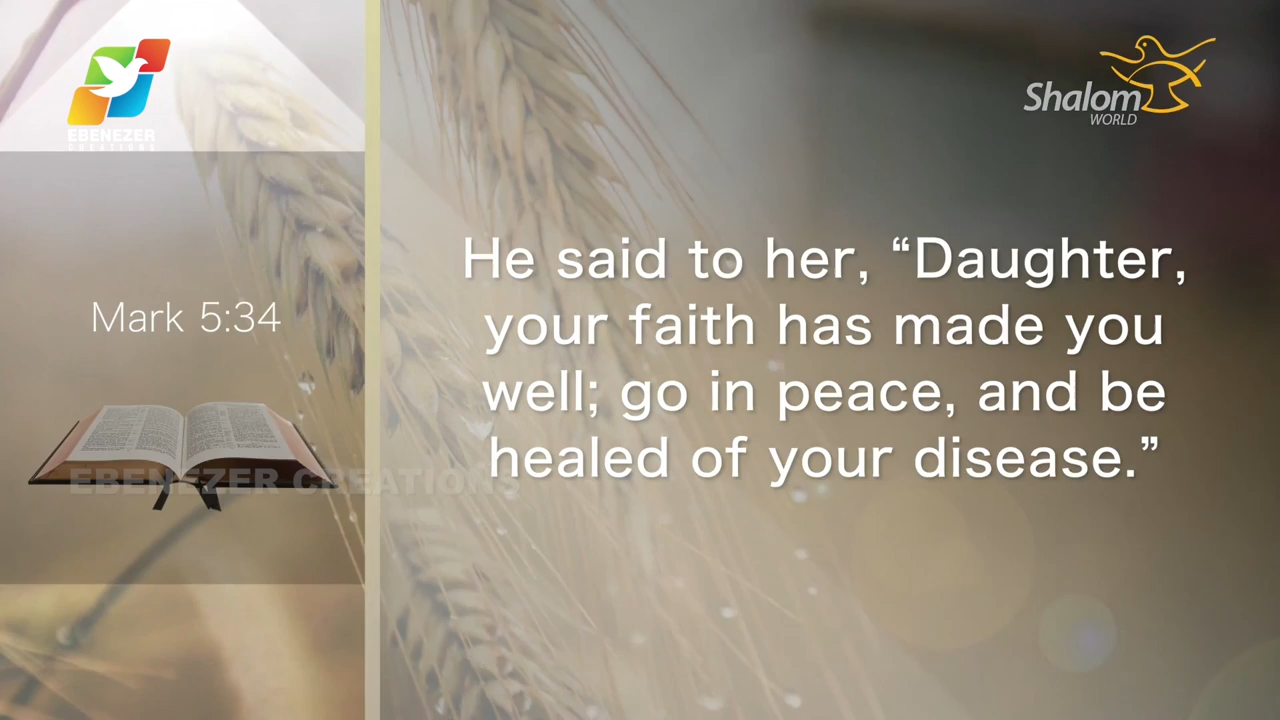 EBENEZER
CREATIONS
Shalom
WORLD
Mark 5:34
He said to her, “Daughter,
your faith has made you
well; go in peace, and be
healed of your disease.”
EBENEZER CREATIONS